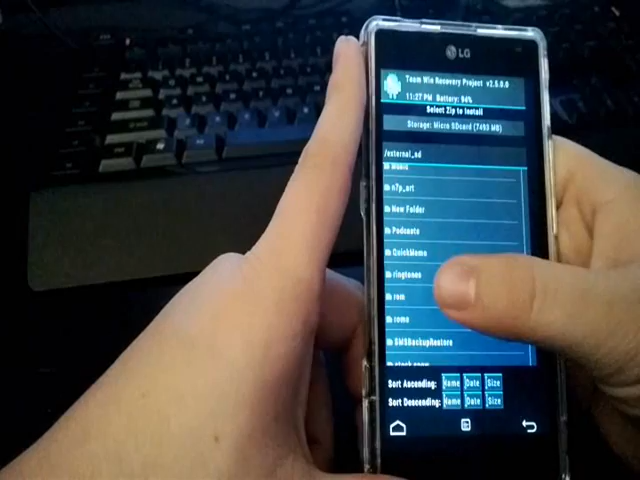 LG
Team Win Recovery Project v2.5.0.0
11:27 PM Battery: 94%
Select Zip to Install
Storage: Micro SDcard (7493 MB)
/external_sd
Music
n7p_art
New Folder
Podcasts
QuickMemo
ringtones
rom
roms
SMSBackupRestore
Sort Ascending: Name Date Size
Sort Descending: Name Date Size